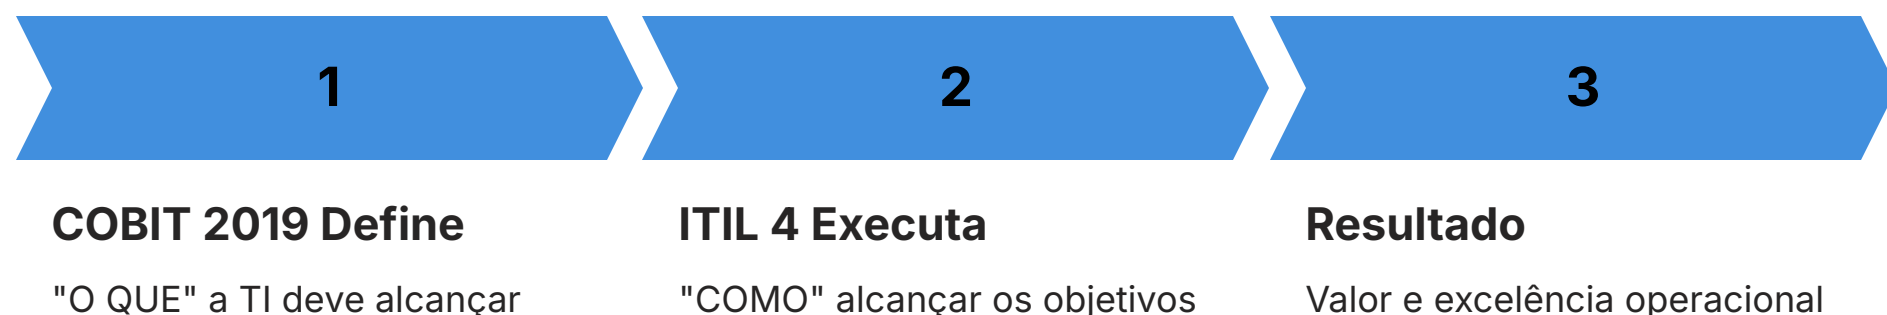 1
2
3
COBIT 2019 Define
"O QUE" a TI deve alcançar
ITIL 4 Executa
"COMO" alcançar os objetivos
Resultado
Valor e excelência operacional